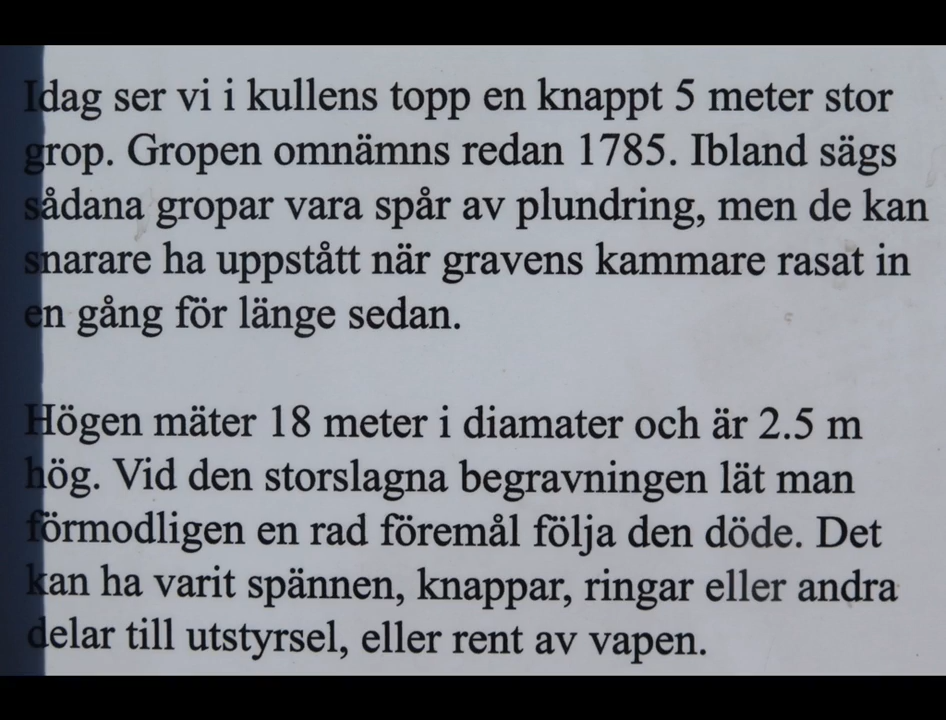 Idag ser vi i kullens topp en knappt 5 meter stor
grop. Gropen omnämns redan 1785. Ibland sägs
sådana gropar vara spår av plundring, men de kan
snarare ha uppstått när gravens kammare rasat in
en gång för länge sedan.
Högen mäter 18 meter i diamater och är 2.5 m
hög. Vid den storslagna begravningen lät man
förmodligen en rad föremål följa den döde. Det
kan ha varit spännen, knappar, ringar eller andra
delar till utstyrsel, eller rent av vapen.